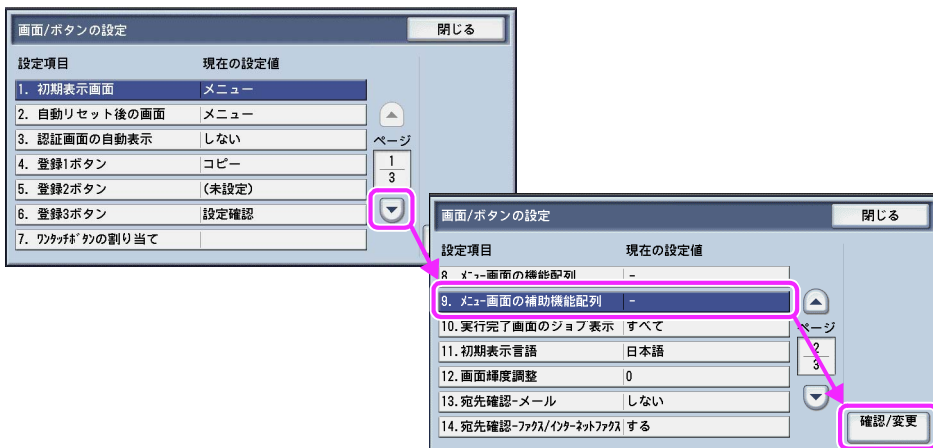 画面/ボタンの設定 閉じる
設定項目 現在の設定値
1. 初期表示画面 メニュー
2. 自動リセット後の画面 メニュー
3. 認証画面の自動表示 しない
4. 登録1ボタン コピー
5. 登録2ボタン (未設定)
6. 登録3ボタン 設定確認
7. ワンタッチボタンの割り当て
ページ
1
3
画面/ボタンの設定 閉じる
設定項目 現在の設定値
8. メニュー画面の機能配列 -
9. メニュー画面の補助機能配列 -
10.実行完了画面のジョブ表示 すべて
11.初期表示言語 日本語
12.画面輝度調整 0
13.宛先確認-メール しない
14.宛先確認-ファクス/インターネットファクス する
ページ
2
3
確認/変更